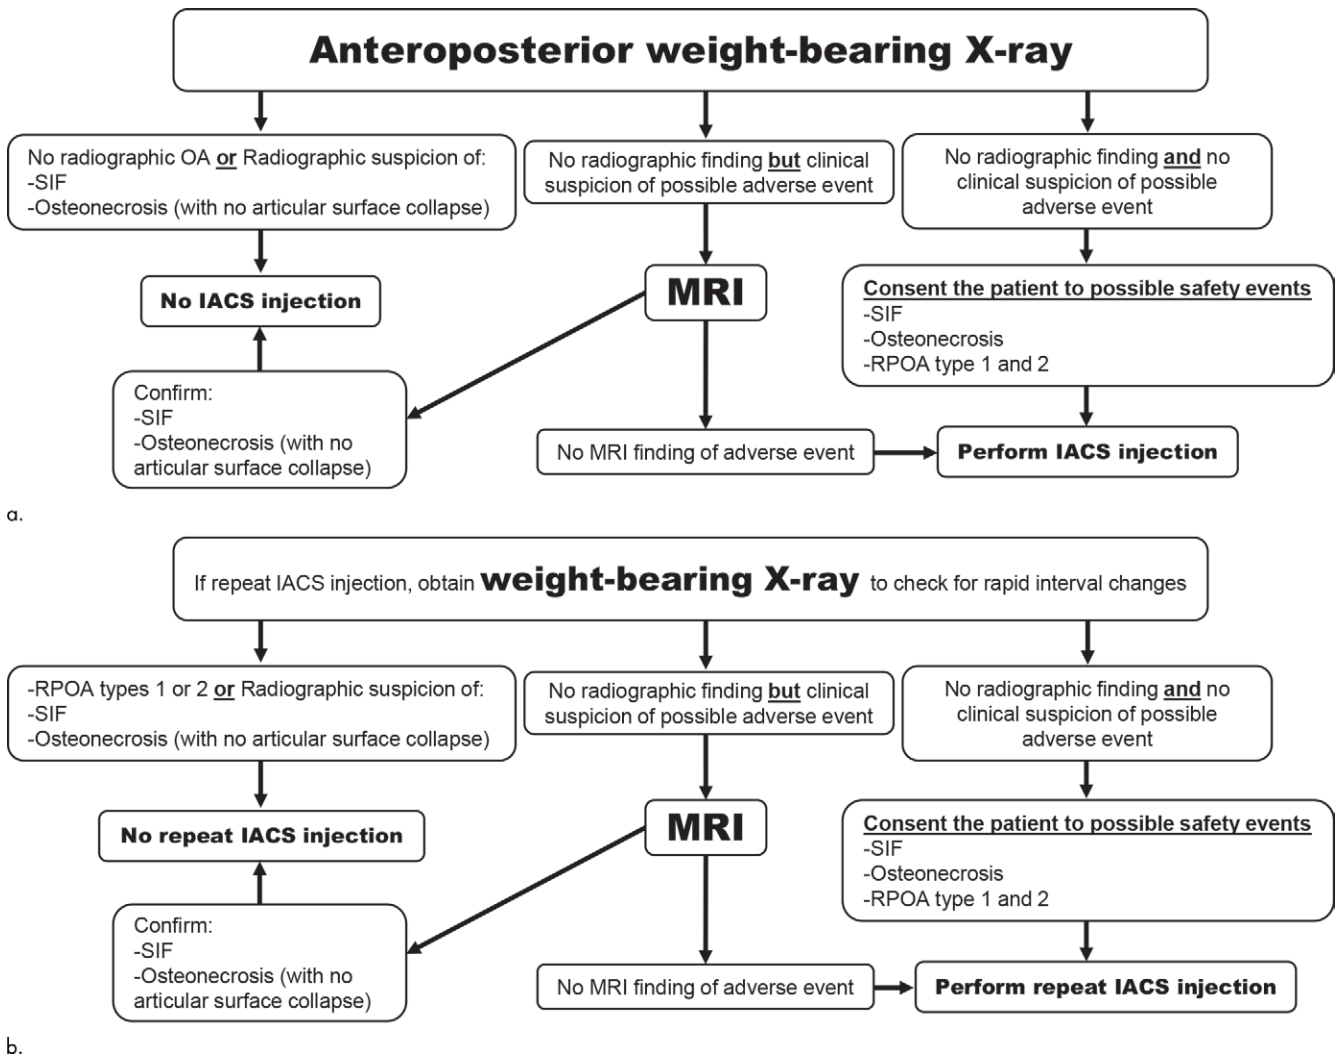 Anteroposterior weight-bearing X-ray
No radiographic OA or Radiographic suspicion of:
-SIF
-Osteonecrosis (with no articular surface collapse)
No radiographic finding but clinical
suspicion of possible adverse event
No radiographic finding and no
clinical suspicion of possible
adverse event
No IACS injection
MRI
Consent the patient to possible safety events
-SIF
-Osteonecrosis
-RPOA type 1 and 2
Confirm:
-SIF
-Osteonecrosis (with no
articular surface collapse)
No MRI finding of adverse event
Perform IACS injection
a.
If repeat IACS injection, obtain weight-bearing X-ray to check for rapid interval changes
-RPOA types 1 or 2 or Radiographic suspicion of:
-SIF
-Osteonecrosis (with no articular surface collapse)
No radiographic finding but clinical
suspicion of possible adverse event
No radiographic finding and no
clinical suspicion of possible
adverse event
No repeat IACS injection
MRI
Consent the patient to possible safety events
-SIF
-Osteonecrosis
-RPOA type 1 and 2
Confirm:
-SIF
-Osteonecrosis (with no
articular surface collapse)
No MRI finding of adverse event
Perform repeat IACS injection
b.